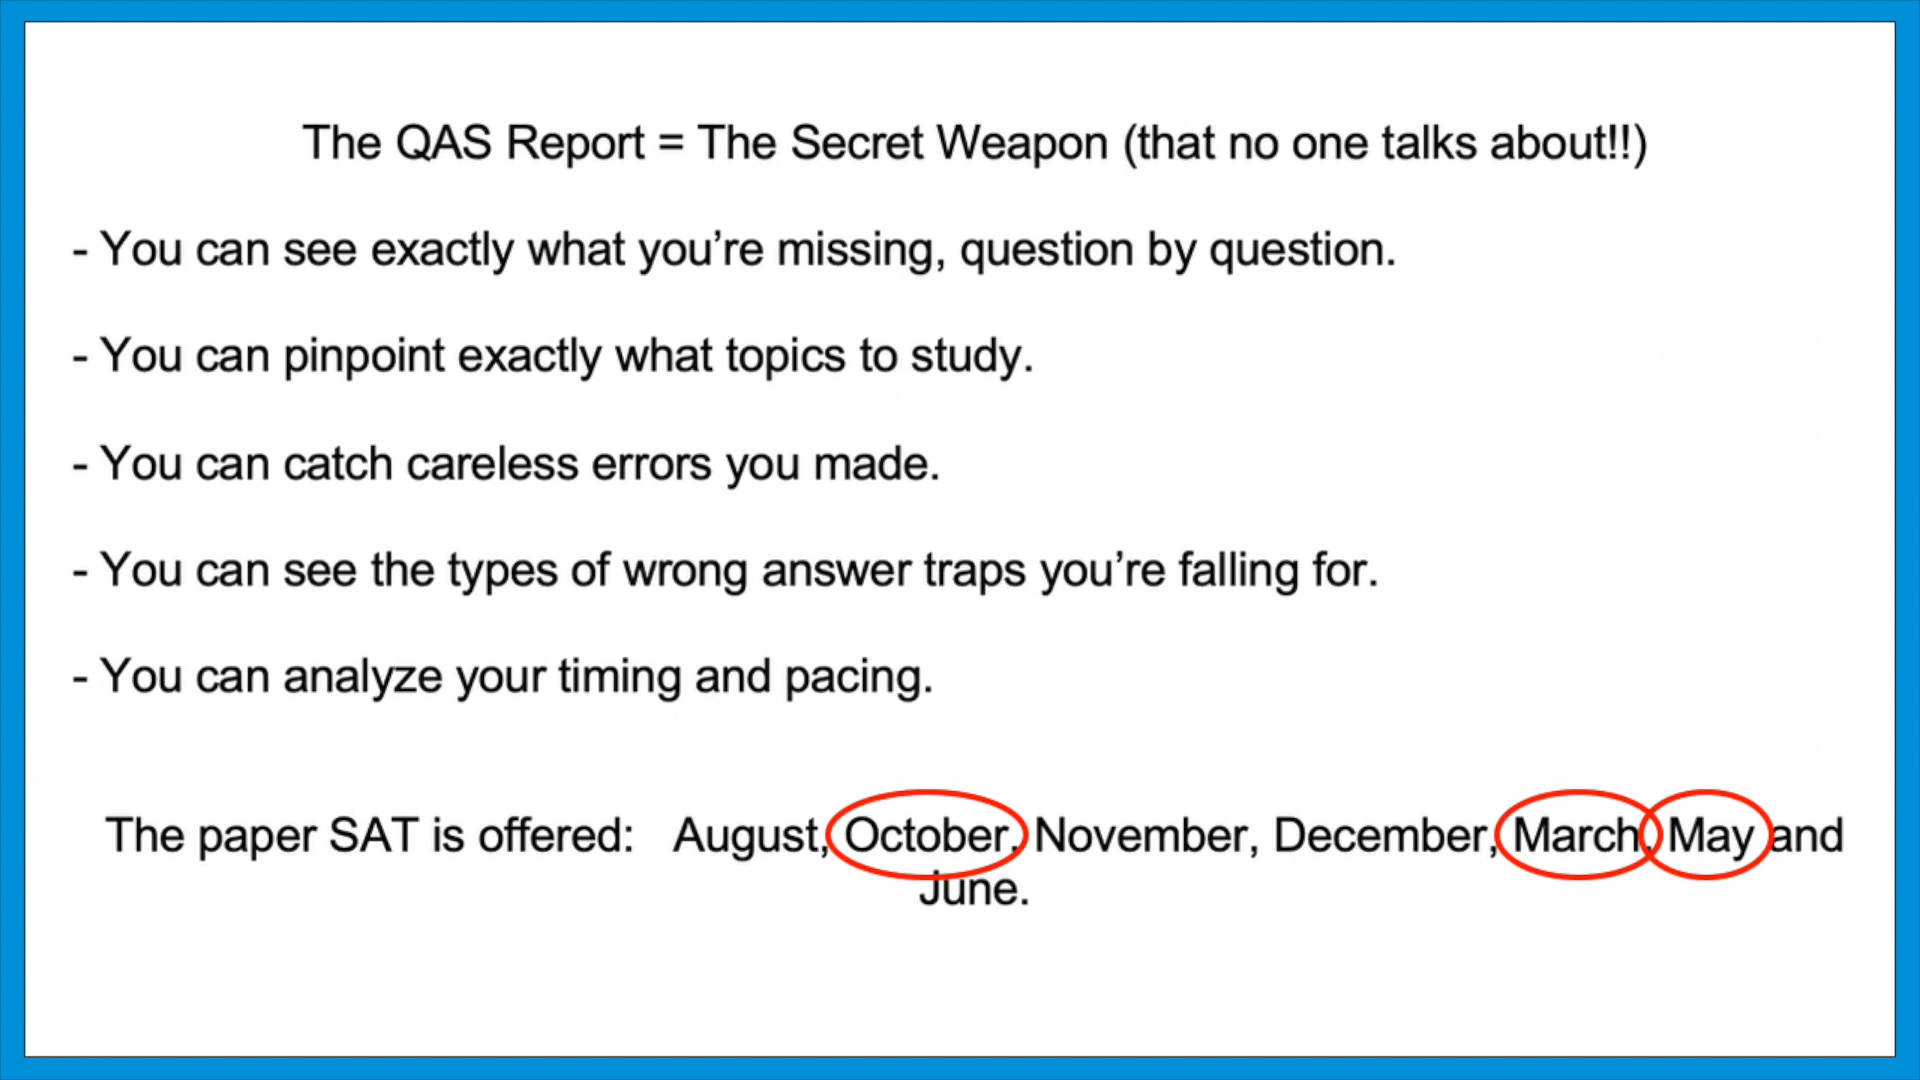 The QAS Report = The Secret Weapon (that no one talks about!!)
- You can see exactly what you’re missing, question by question.
- You can pinpoint exactly what topics to study.
- You can catch careless errors you made.
- You can see the types of wrong answer traps you’re falling for.
- You can analyze your timing and pacing.
The paper SAT is offered: August, October, November, December, March, May and
June.